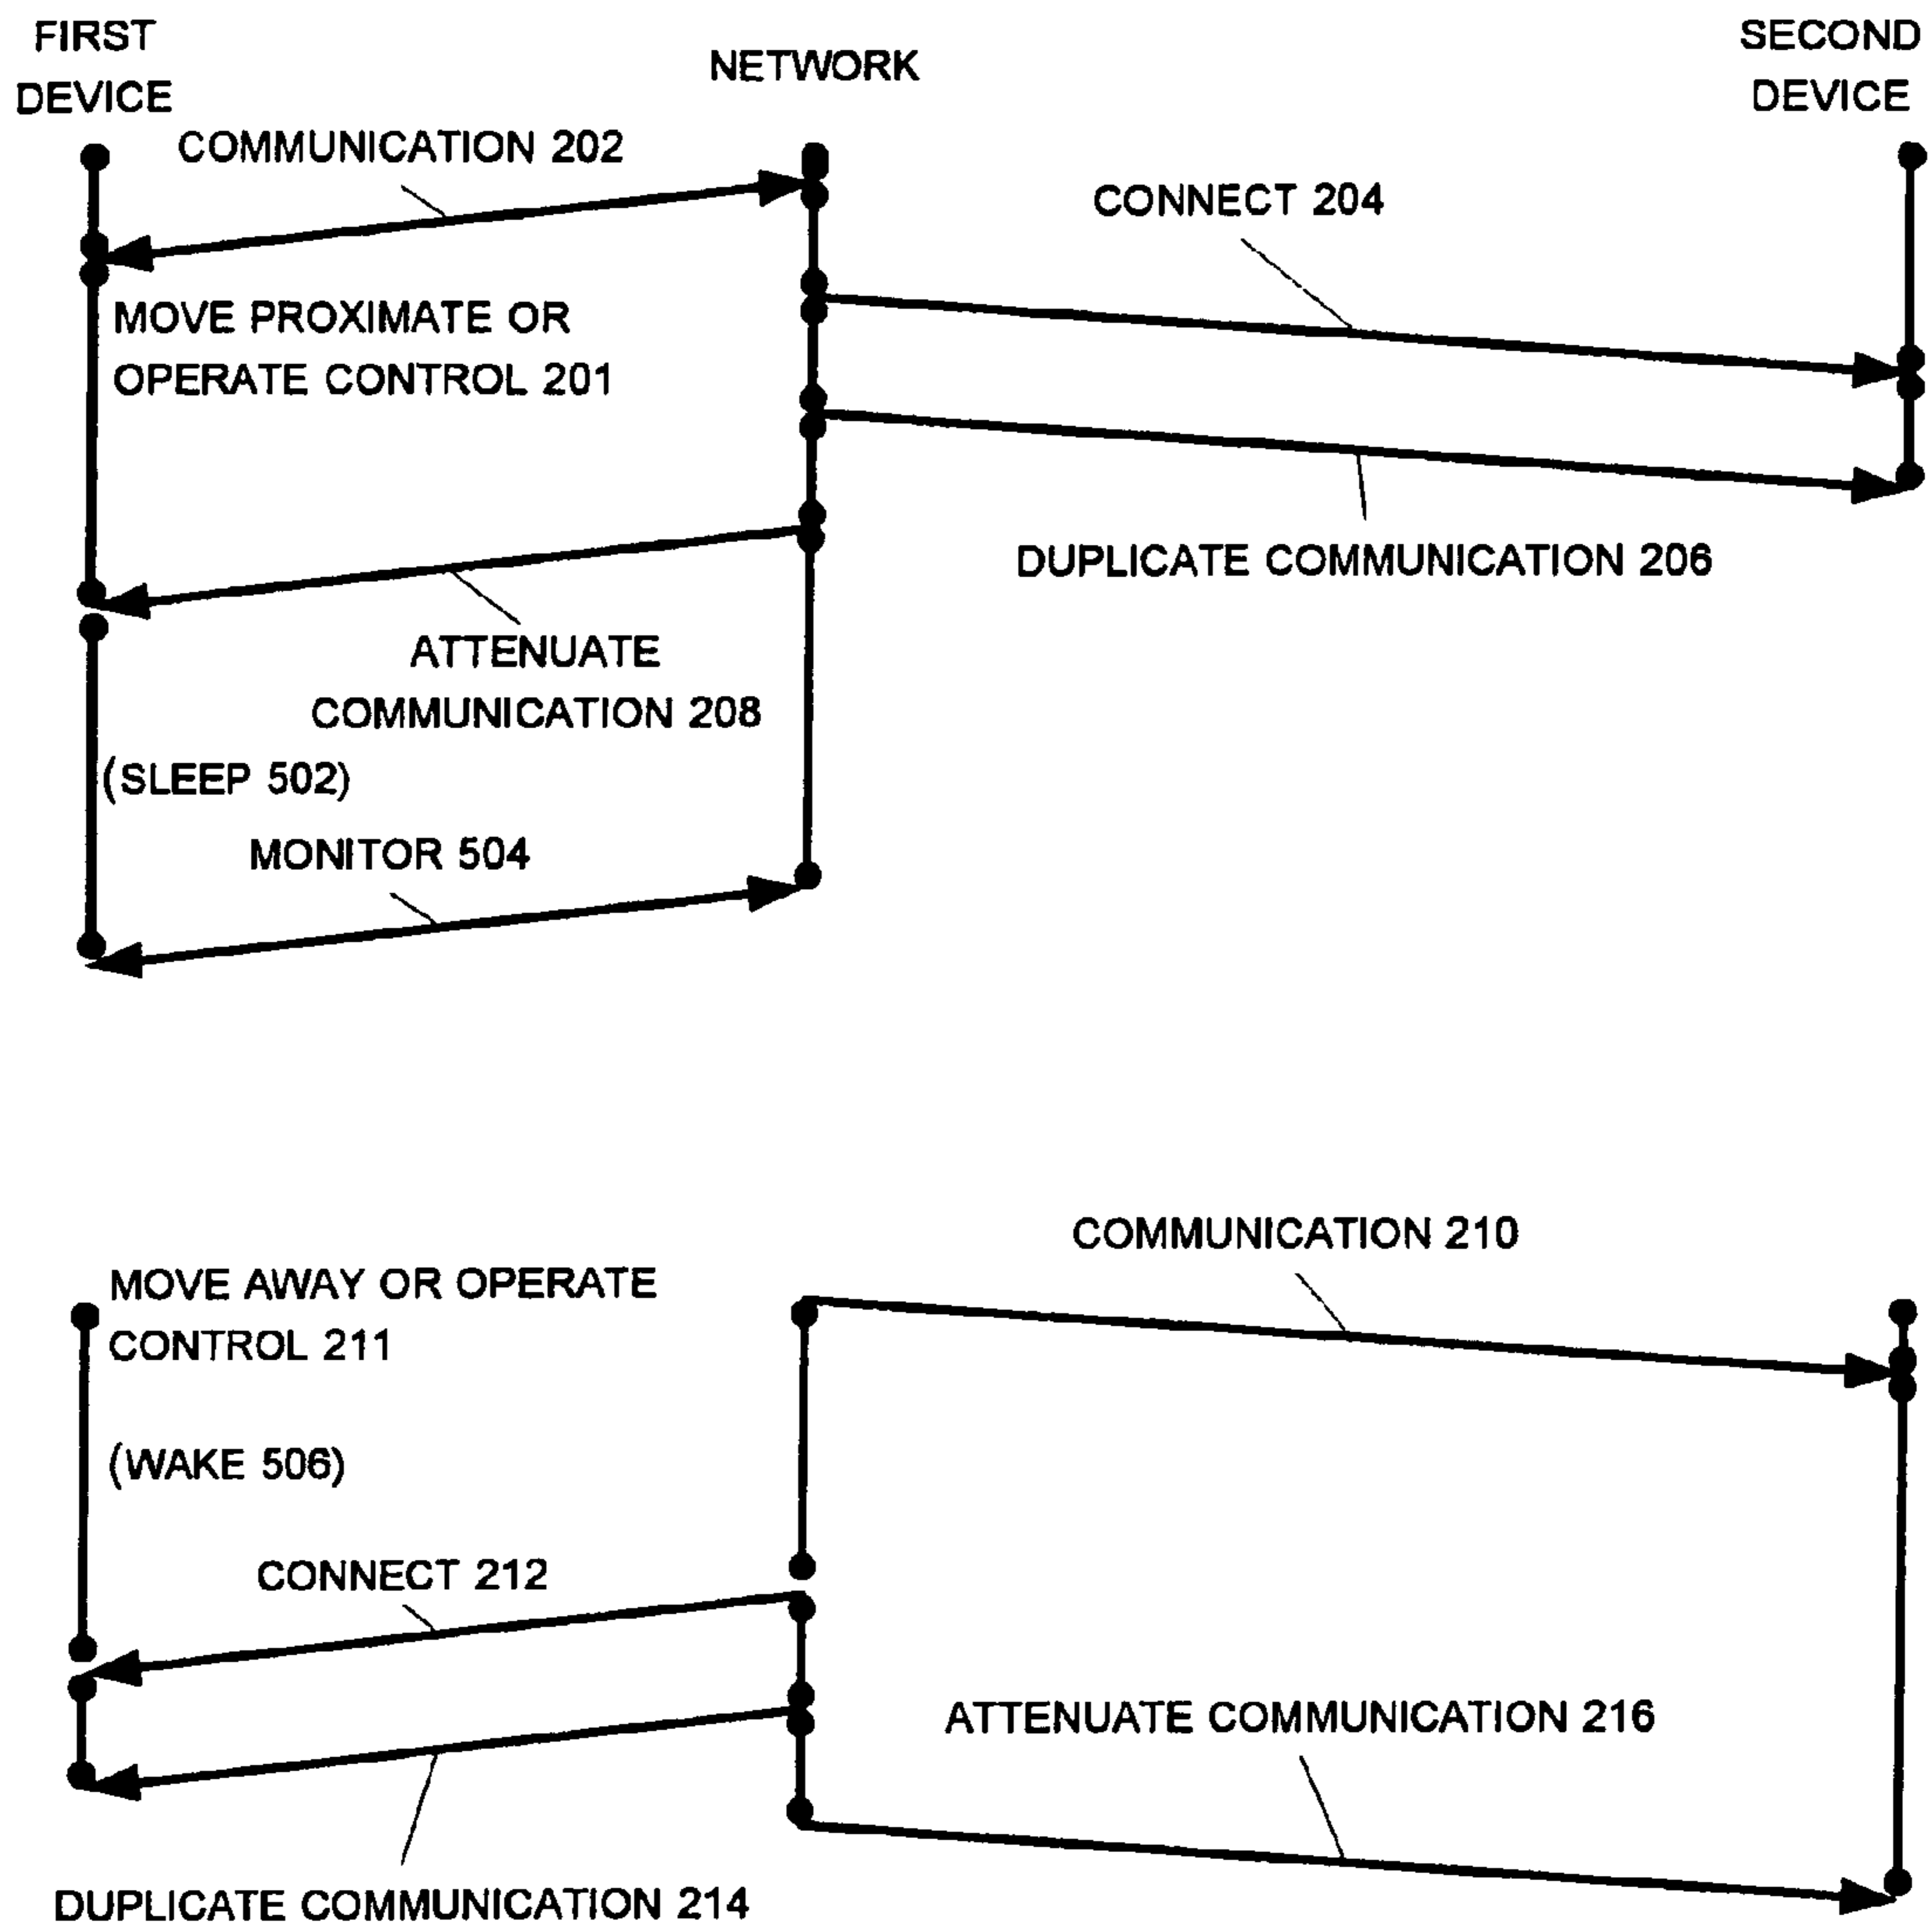 FIRST
DEVICE
NETWORK
SECOND
DEVICE
COMMUNICATION 202
CONNECT 204
MOVE PROXIMATE OR
OPERATE CONTROL 201
DUPLICATE COMMUNICATION 206
ATTENUATE
COMMUNICATION 208
(SLEEP 502)
MONITOR 504
COMMUNICATION 210
MOVE AWAY OR OPERATE
CONTROL 211
(WAKE 506)
CONNECT 212
ATTENUATE COMMUNICATION 216
DUPLICATE COMMUNICATION 214